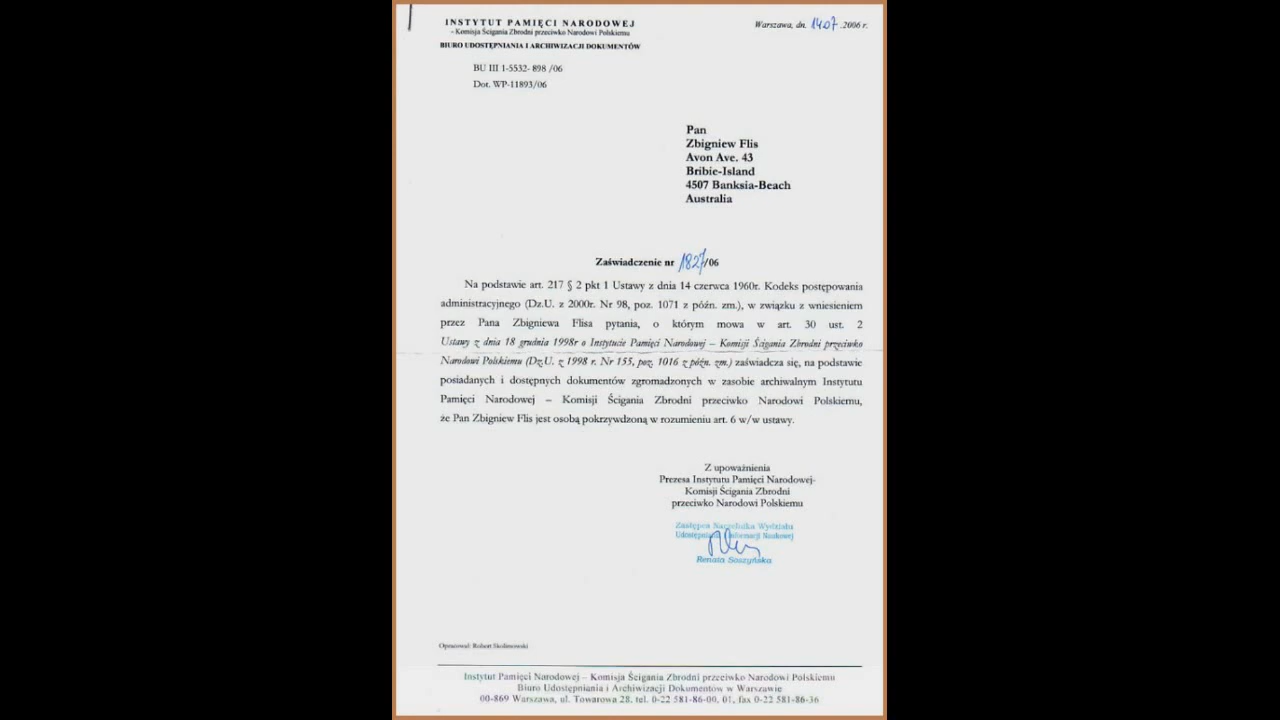 INSTYTUT PAMIĘCI NARODOWEJ
- Komisja Ścigania Zbrodni przeciwko Narodowi Polskiemu
BIURO UDOSTĘPNIANIA I ARCHIWIZACJI DOKUMENTÓW
Warszawa, dn. 14.07 .2006 r.
BU III 1-5532- 898 /06
Dot. WP-11893/06
Pan
Zbigniew Flis
Avon Ave. 43
Bribie-Island
4507 Banksia-Beach
Australia
Zaświadczenie nr 1827/06
Na podstawie art. 217 § 2 pkt 1 Ustawy z dnia 14 czerwca 1960r. Kodeks postępowania
administracyjnego (Dz.U. z 2000r. Nr 98, poz. 1071 z późn. zm.), w związku z wniesieniem
przez Pana Zbigniewa Flisa pytania, o którym mowa w art. 30 ust. 2
Ustawy z dnia 18 grudnia 1998r o Instytucie Pamięci Narodowej – Komisji Ścigania Zbrodni przeciwko
Narodowi Polskiemu (Dz.U. z 1998 r. Nr 155, poz. 1016 z późn. zm.) zaświadcza się, na podstawie
posiadanych i dostępnych dokumentów zgromadzonych w zasobie archiwalnym Instytutu
Pamięci Narodowej – Komisji Ścigania Zbrodni przeciwko Narodowi Polskiemu,
że Pan Zbigniew Flis jest osobą pokrzywdzoną w rozumieniu art. 6 w/w ustawy.
Z upoważnienia
Prezesa Instytutu Pamięci Narodowej-
Komisji Ścigania Zbrodni
przeciwko Narodowi Polskiemu
Zastępca Naczelnika Wydziału
Udostępniania Informacji Naukowej
Renata Soszyńska
Opracował: Robert Skolimowski
Instytut Pamięci Narodowej – Komisja Ścigania Zbrodni przeciwko Narodowi Polskiemu
Biuro Udostępniania i Archiwizacji Dokumentów w Warszawie
00-869 Warszawa, ul. Towarowa 28, tel. 0-22 581-86-00, 01, fax 0-22 581-86-36